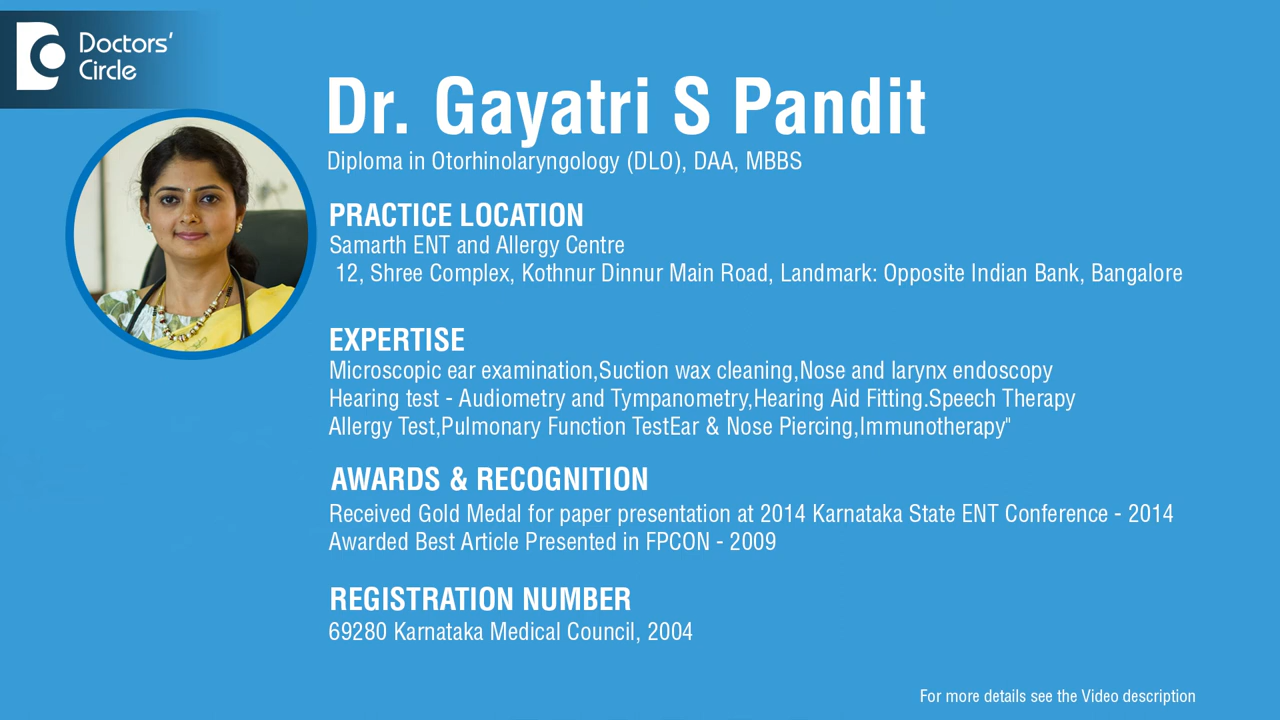 Doctors'
Circle
Dr. Gayatri S Pandit
Diploma in Otorhinolaryngology (DLO), DAA, MBBS
PRACTICE LOCATION
Samarth ENT and Allergy Centre
12, Shree Complex, Kothnur Dinnur Main Road, Landmark: Opposite Indian Bank, Bangalore
EXPERTISE
Microscopic ear examination,Suction wax cleaning,Nose and larynx endoscopy
Hearing test - Audiometry and Tympanometry,Hearing Aid Fitting.Speech Therapy
Allergy Test,Pulmonary Function TestEar & Nose Piercing,Immunotherapy"
AWARDS & RECOGNITION
Received Gold Medal for paper presentation at 2014 Karnataka State ENT Conference - 2014
Awarded Best Article Presented in FPCON - 2009
REGISTRATION NUMBER
69280 Karnataka Medical Council, 2004
For more details see the Video description